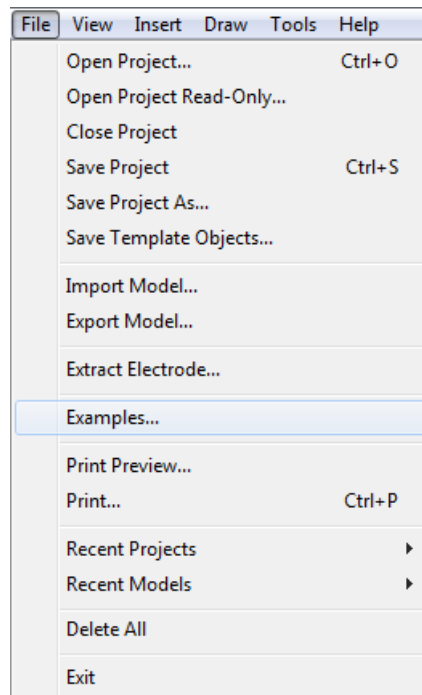 File View Insert Draw Tools Help
Open Project... Ctrl+O
Open Project Read-Only...
Close Project
Save Project Ctrl+S
Save Project As...
Save Template Objects...
Import Model...
Export Model...
Extract Electrode...
Examples...
Print Preview...
Print... Ctrl+P
Recent Projects
Recent Models
Delete All
Exit